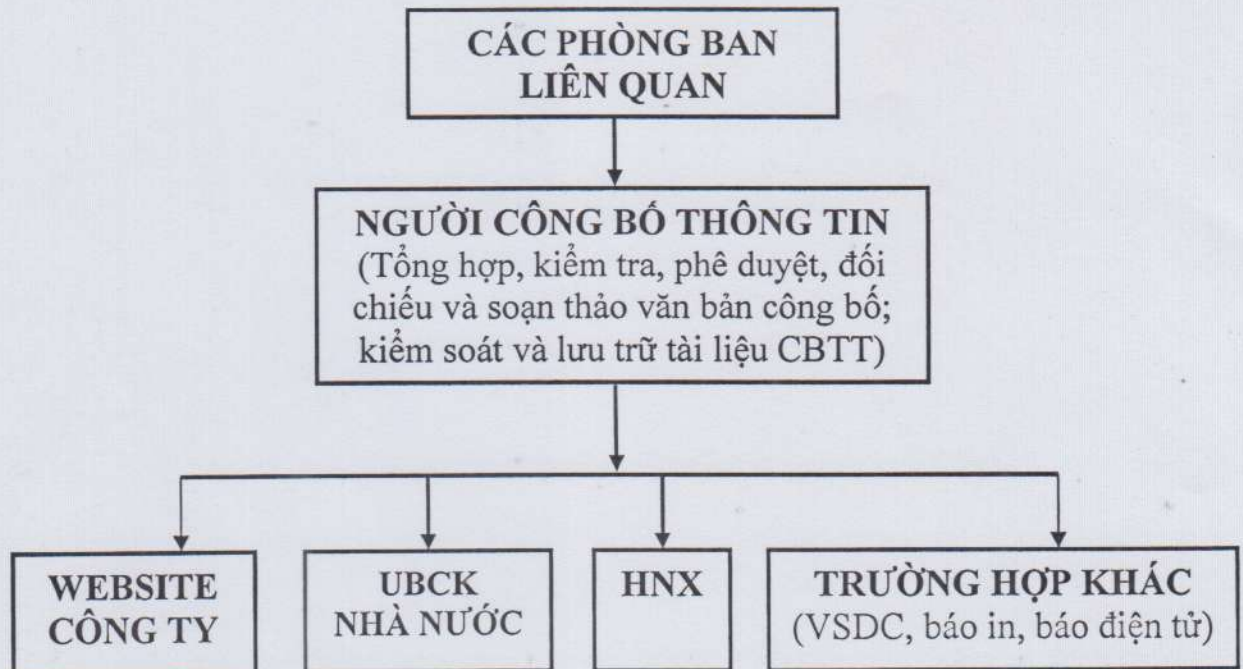 CÁC PHÒNG BAN
LIÊN QUAN
NGƯỜI CÔNG BỐ THÔNG TIN
(Tổng hợp, kiểm tra, phê duyệt, đối
chiếu và soạn thảo văn bản công bố;
kiểm soát và lưu trữ tài liệu CBTT)
WEBSITE
CÔNG TY
UBCK
NHÀ NƯỚC
HNX
TRƯỜNG HỢP KHÁC
(VSDC, báo in, báo điện tử)